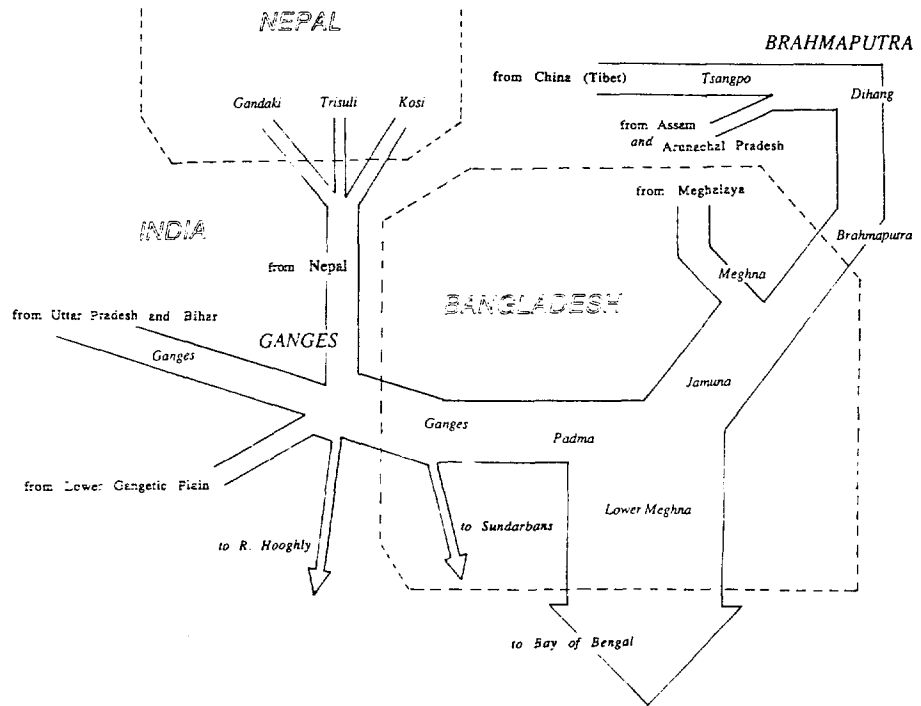 NEPAL
BRAHMAPUTRA
from China (Tibet)
Tsangpo
Dihang
Gandaki
Trisuli
Kosi
from Assam
and Arunachal Pradesh
from Meghalaya
INDIA
Brahmaputra
from Nepal
Meghna
BANGLADESH
from Uttar Pradesh and Bihar
GANGES
Ganges
Jamuna
Ganges
Padma
from Lower Gangetic Plain
Lower Meghna
to Sundarbans
to R. Hooghly
to Bay of Bengal